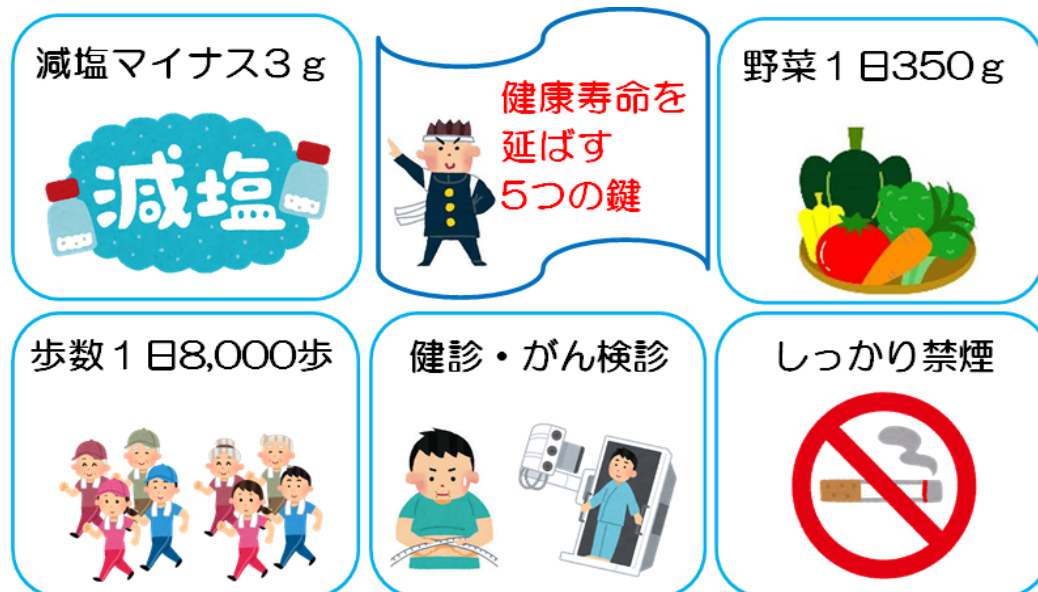 減塩マイナス3g
減塩
健康寿命を
延ばす
5つの鍵
野菜1日350g
歩数1日8,000歩
健診・がん検診
しっかり禁煙